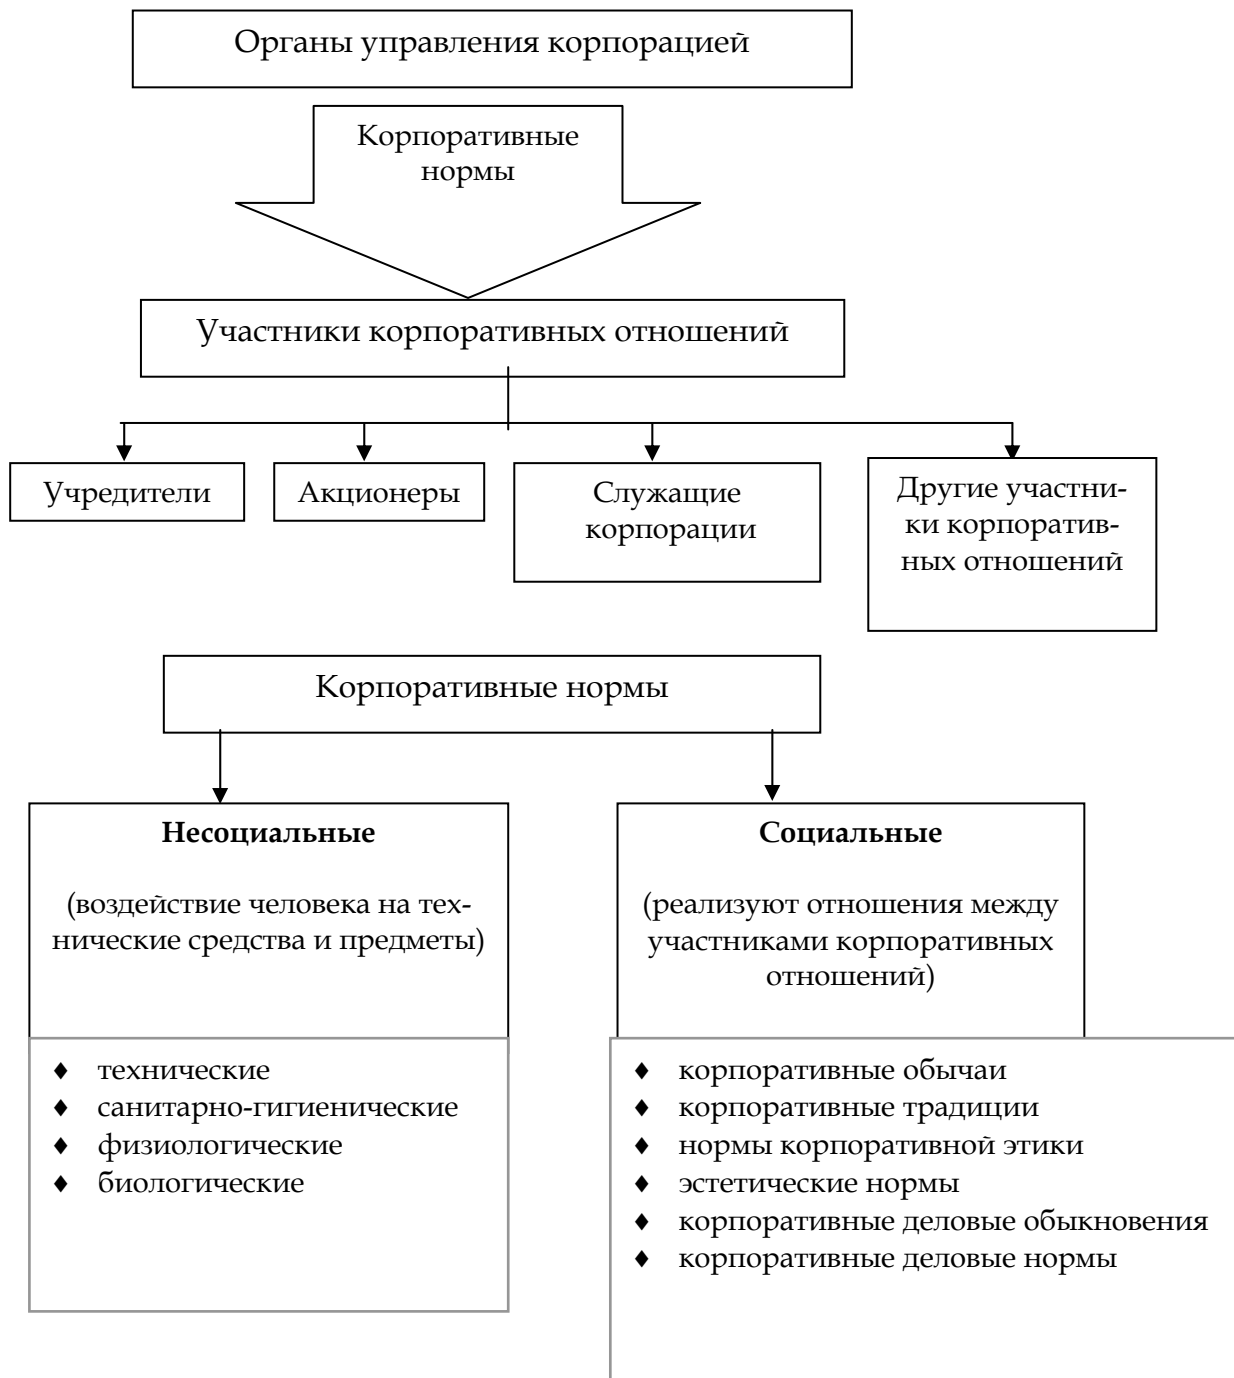 Органы управления корпорацией
Корпоративные
нормы
Участники корпоративных отношений
Учредители
Акционеры
Служащие
корпорации
Другие участни-
ки корпоратив-
ных отношений
Корпоративные нормы
Несоциальные
(воздействие человека на тех-
нические средства и предметы)
♦ технические
♦ санитарно-гигиенические
♦ физиологические
♦ биологические
Социальные
(реализуют отношения между
участниками корпоративных
отношений)
♦ корпоративные обычаи
♦ корпоративные традиции
♦ нормы корпоративной этики
♦ эстетические нормы
♦ корпоративные деловые обыкновения
♦ корпоративные деловые нормы